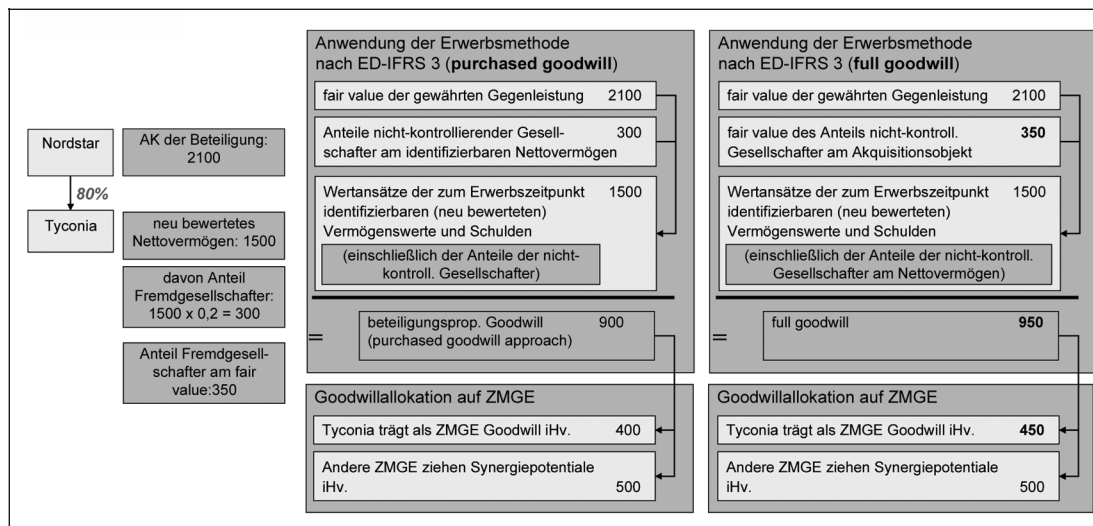 Nordstar
80%
Tyconia
AK der Beteiligung:
2100
neu bewertetes
Nettovermögen: 1500
davon Anteil
Fremdgesellschafter:
1500 x 0,2 = 300
Anteil Fremdgesell-
schafter am fair
value:350
Anwendung der Erwerbsmethode
nach ED-IFRS 3 (purchased goodwill)
fair value der gewährten Gegenleistung 2100
Anteile nicht-kontrollierender Gesell- 300
schafter am identifizierbaren Nettovermögen
Wertansätze der zum Erwerbszeitpunkt 1500
identifizierbaren (neu bewerteten)
Vermögenswerte und Schulden
(einschließlich der Anteile der nicht-
kontroll. Gesellschafter)
= beteiligungsprop. Goodwill 900
(purchased goodwill approach)
Goodwillallokation auf ZMGE
Tyconia trägt als ZMGE Goodwill iHv. 400
Andere ZMGE ziehen Synergiepotentiale
iHv. 500
Anwendung der Erwerbsmethode
nach ED-IFRS 3 (full goodwill)
fair value der gewährten Gegenleistung 2100
fair value des Anteils nicht-kontroll. 350
Gesellschafter am Akquisitionsobjekt
Wertansätze der zum Erwerbszeitpunkt 1500
identifizierbaren (neu bewerteten)
Vermögenswerte und Schulden
(einschließlich der Anteile der nicht-kontroll.
Gesellschafter am Nettovermögen)
= full goodwill 950
Goodwillallokation auf ZMGE
Tyconia trägt als ZMGE Goodwill iHv. 450
Andere ZMGE ziehen Synergiepotentiale
iHv. 500